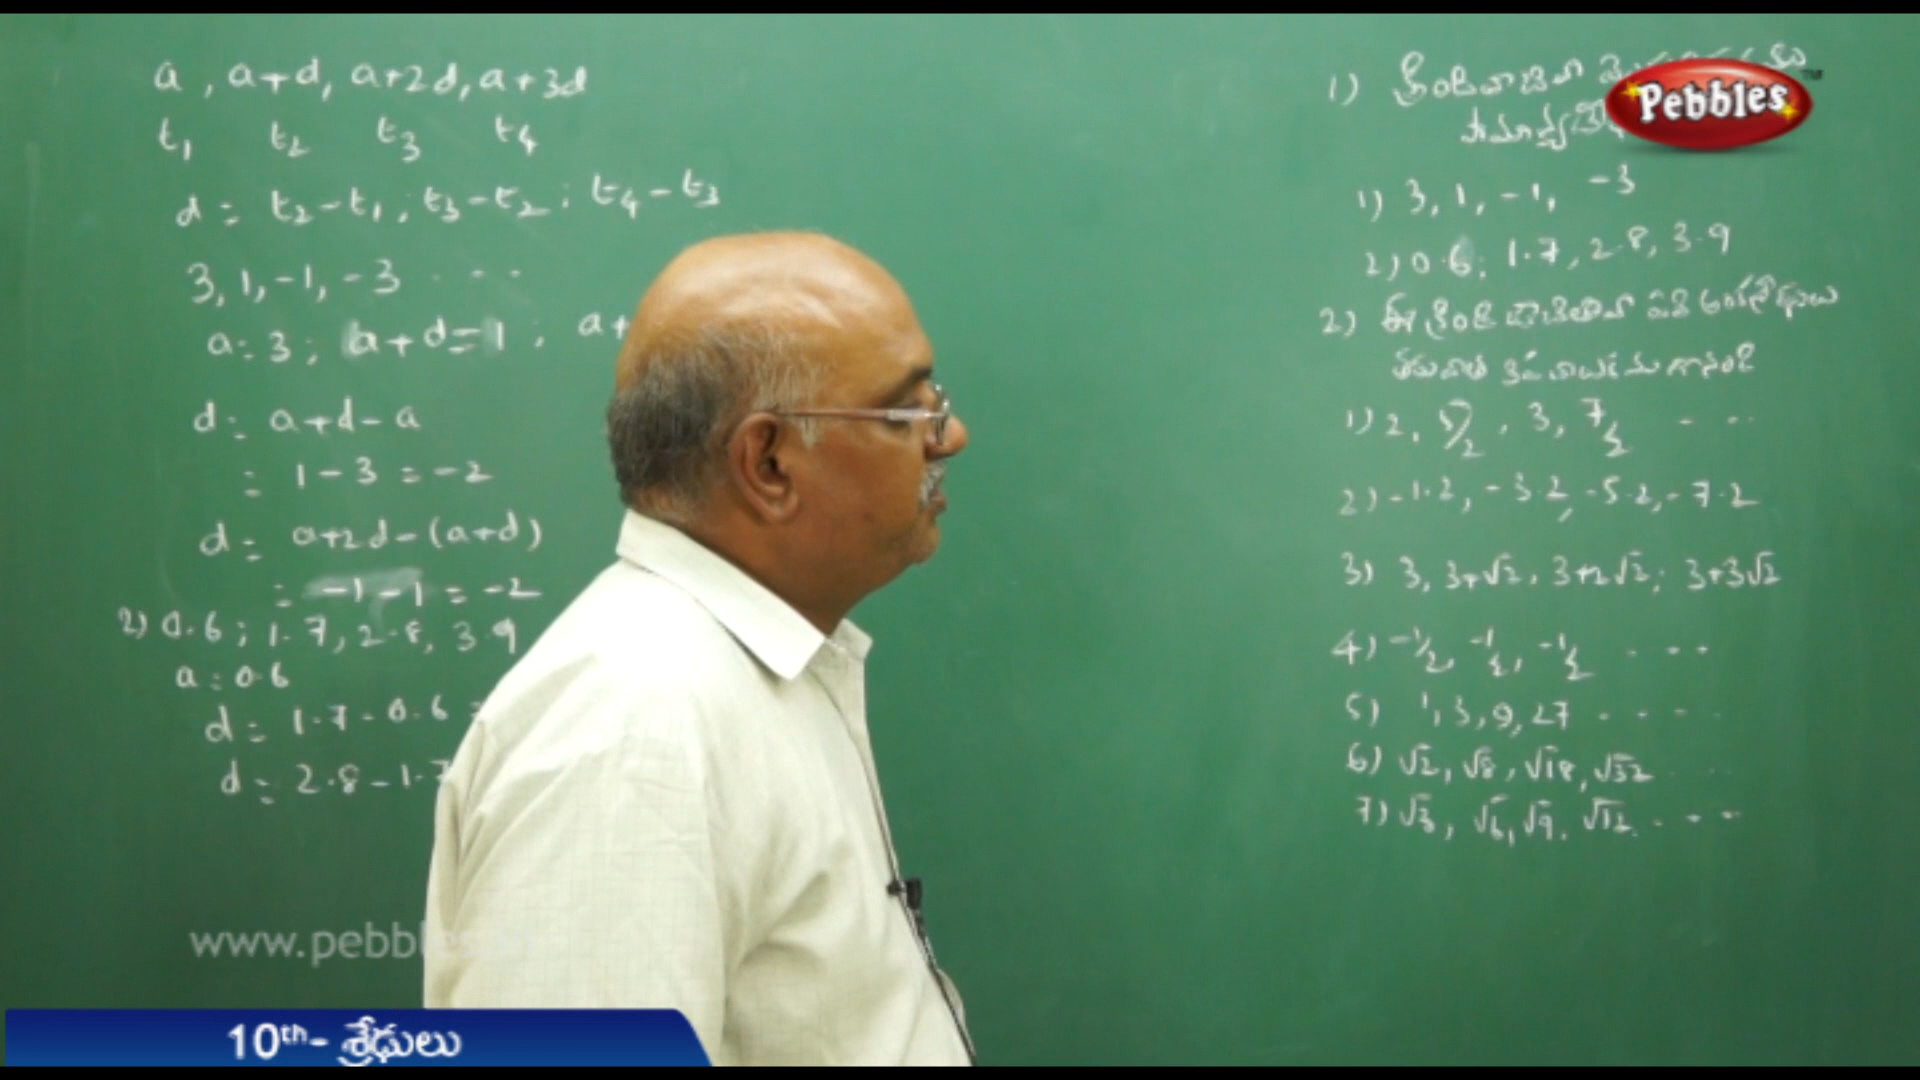 a, a+d, a+2d, a+3d
t₁ t₂ t₃ t₄
d = t₂-t₁; t₃-t₂; t₄-t₃
3, 1, -1, -3 ...
a = 3; a+d=1; a+
d = a+d-a
= 1-3 = -2
d = a+2d-(a+d)
= -1-1 = -2
2) 0.6; 1.7, 2.8, 3.9
a = 0.6
d = 1.7-0.6 =
d = 2.8-1.7
1) క్రింది వాటిలో
Pebbles™
1) 3, 1, -1, -3
2) 0.6; 1.7, 2.8, 3.9
2) ఈ క్రింది వాటిలో ఏవి అంకశ్రేఢులు
1) 2, 5/2, 3, 7/2 ...
2) -1.2, -3.2, -5.2, -7.2
3) 3, 3+√2, 3+2√2; 3+3√2
4) -1/2, -1/2, -1/2 ...
5) 1, 3, 9, 27 ....
6) √2, √8, √18, √32 ...
7) √3, √6, √9, √12. ...
www.pebbles
10th- శ్రేఢులు